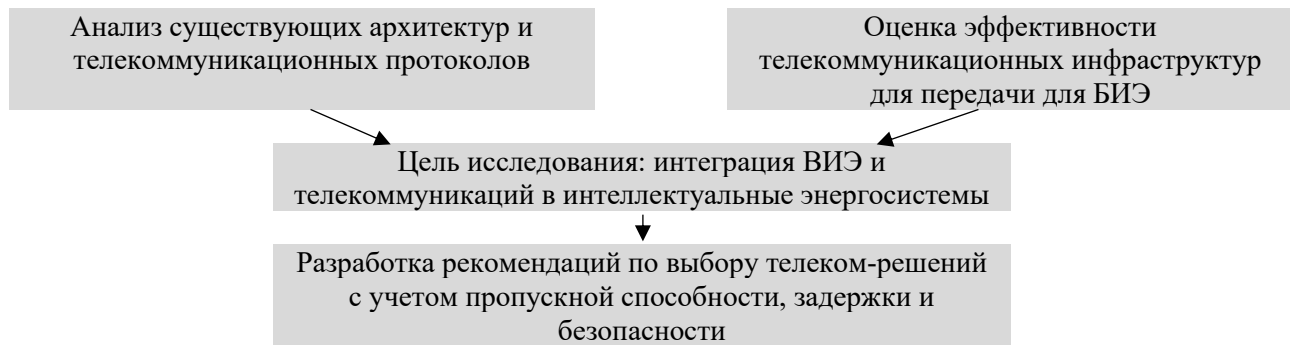 Анализ существующих архитектур и
телекоммуникационных протоколов
Оценка эффективности
телекоммуникационных инфраструктур
для передачи для БИЭ
Цель исследования: интеграция ВИЭ и
телекоммуникаций в интеллектуальные энергосистемы
Разработка рекомендаций по выбору телеком-решений
с учетом пропускной способности, задержки и
безопасности